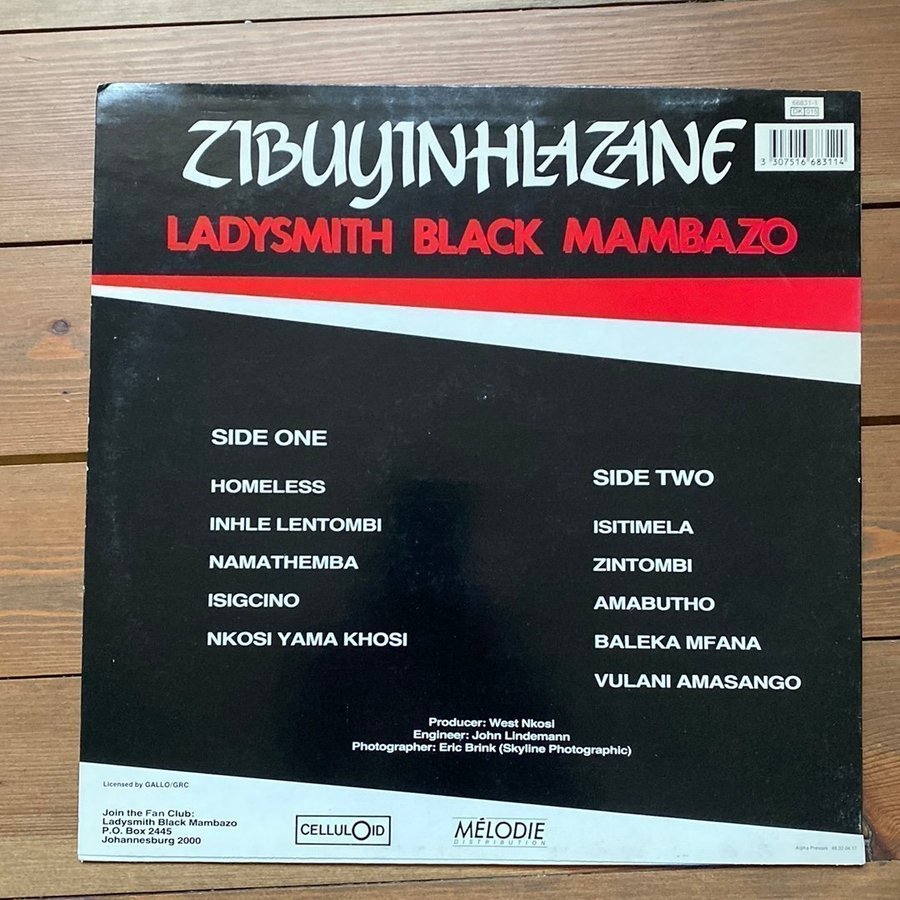 66831-1
ZIBUYINHLAZANE
3 307516 683114
LADYSMITH BLACK MAMBAZO
SIDE ONE
HOMELESS
INHLE LENTOMBI
NAMATHEMBA
ISIGCINO
NKOSI YAMA KHOSI
SIDE TWO
ISITIMELA
ZINTOMBI
AMABUTHO
BALEKA MFANA
VULANI AMASANGO
Producer: West Nkosi
Engineer: John Lindemann
Photographer: Eric Brink (Skyline Photographic)
Licensed by GALLO/GRC
Join the Fan Club:
Ladysmith Black Mambazo
P.O. Box 2445
Johannesburg 2000
CELLULOID
MÉLODIE
DISTRIBUTION